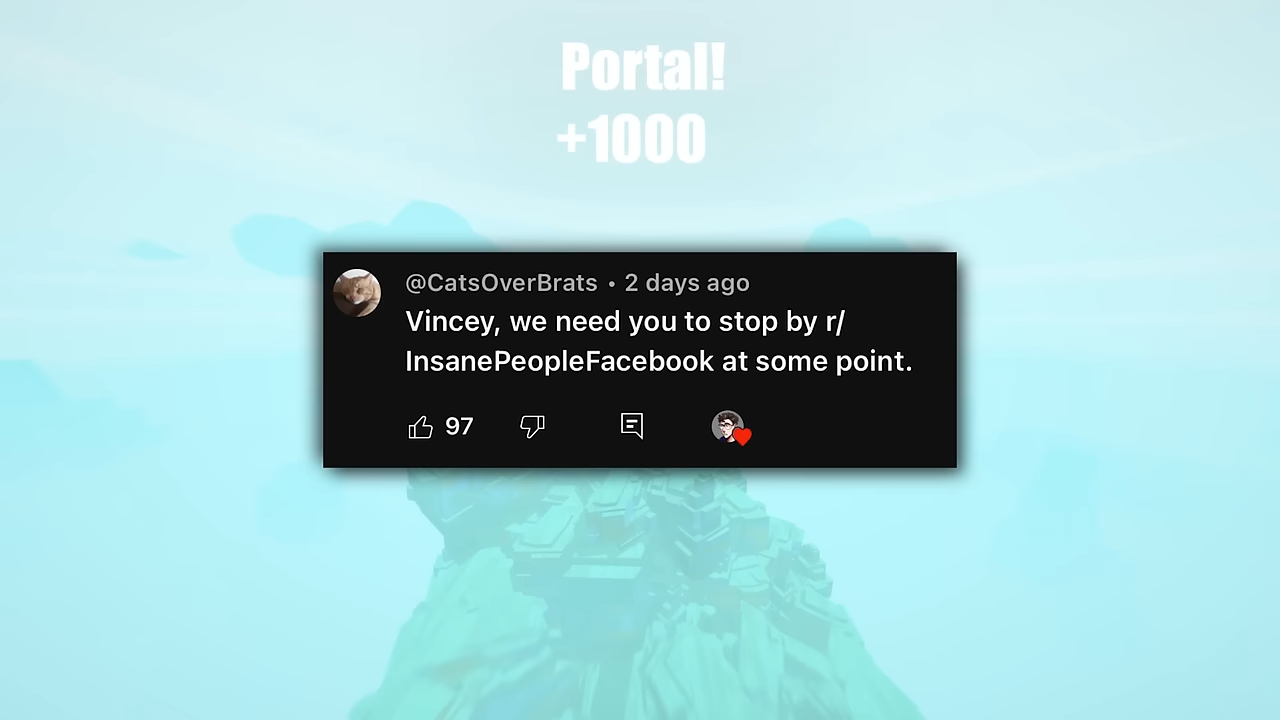 Portal!
+1000
@CatsOverBrats • 2 days ago
Vincey, we need you to stop by r/
InsanePeopleFacebook at some point.
97